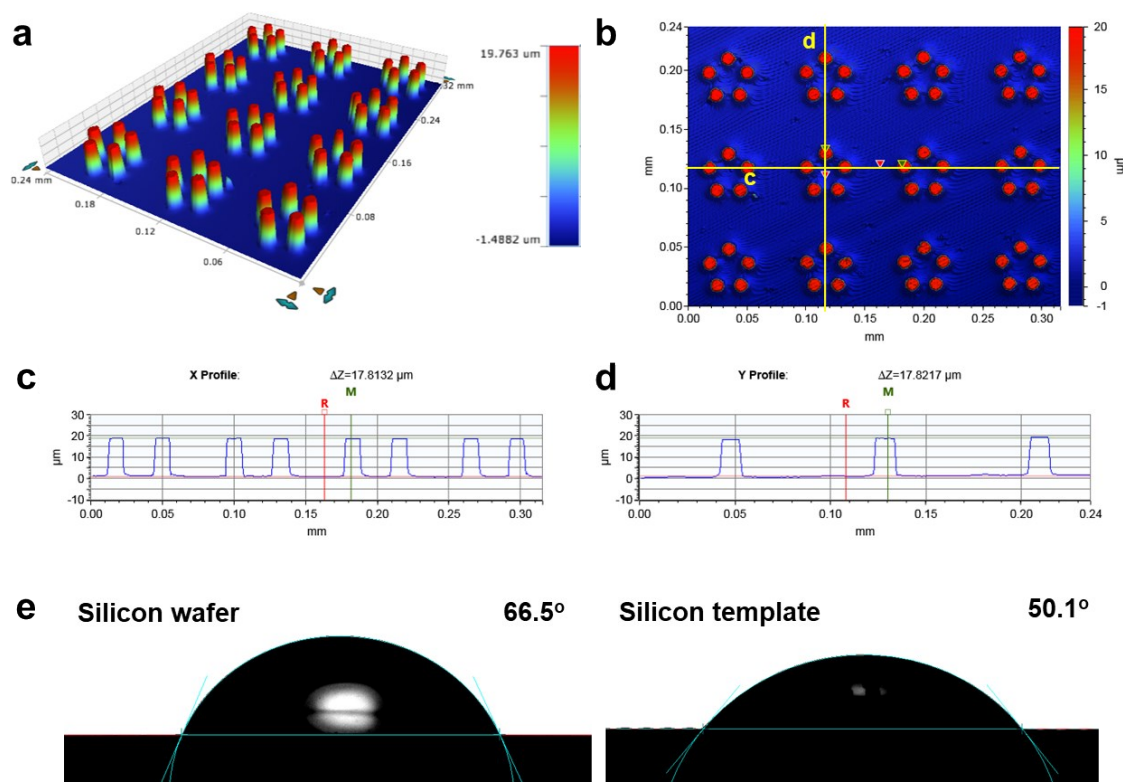 a
19.763 um
-1.4882 um
32 mm
0.24
0.16
0.08
0.24 mm
0.18
0.12
0.06
b
d
c
0.24
0.20
0.15
0.10
0.05
0.00
mm
0.00
0.05
0.10
0.15
0.20
0.25
0.30
mm
20
15
10
5
0
-1
µm
c
X Profile: ΔZ=17.8132 µm
M
R
30
20
10
0
-10
µm
0.00 0.05 0.10 0.15 0.20 0.25 0.30
mm
d
Y Profile: ΔZ=17.8217 µm
M
R
30
20
10
0
-10
µm
0.00 0.05 0.10 0.15 0.20 0.24
mm
e
Silicon wafer 66.5º
Silicon template 50.1º